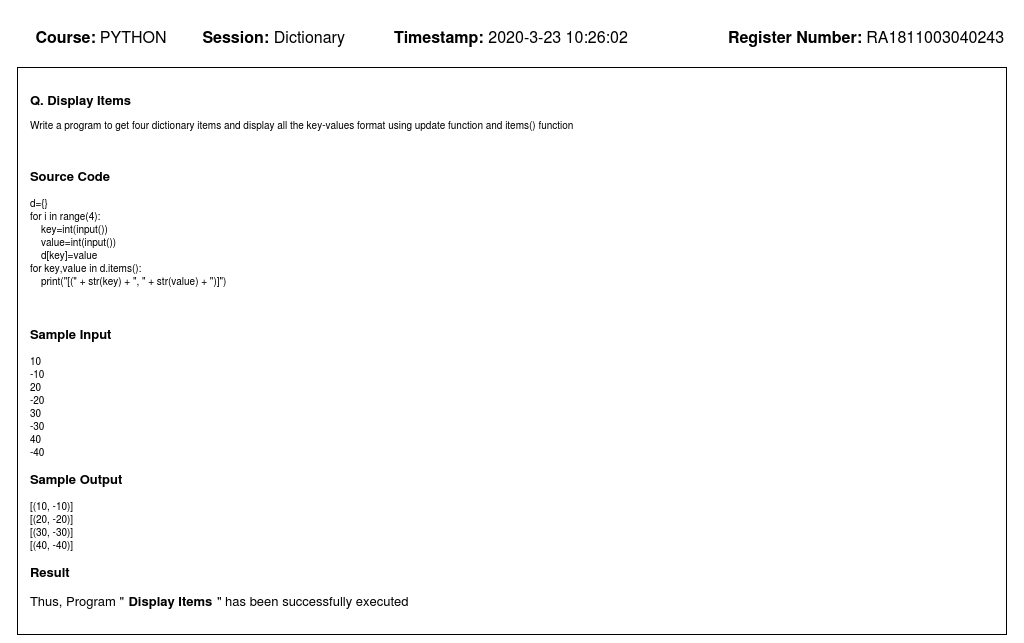 Course: PYTHON Session: Dictionary Timestamp: 2020-3-23 10:26:02 Register Number: RA1811003040243
Q. Display Items
Write a program to get four dictionary items and display all the key-values format using update function and items() function
Source Code
d={}
for i in range(4):
    key=int(input())
    value=int(input())
    d[key]=value
for key,value in d.items():
    print("[(" + str(key) + ", " + str(value) + ")]")
Sample Input
10
-10
20
-20
30
-30
40
-40
Sample Output
[(10, -10)]
[(20, -20)]
[(30, -30)]
[(40, -40)]
Result
Thus, Program " Display Items " has been successfully executed